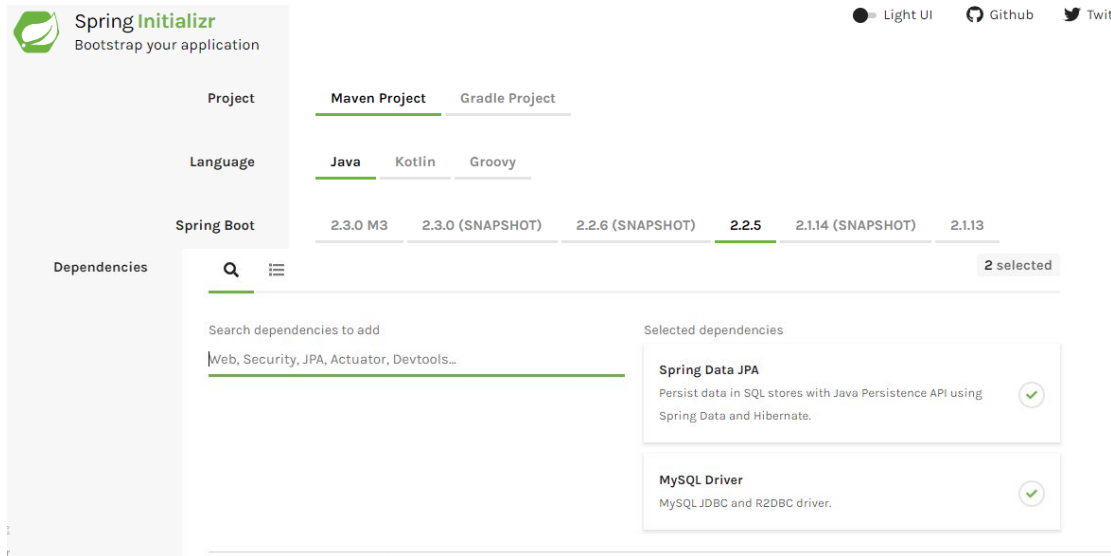 Spring Initializr
Bootstrap your application
Light UI
Github
Twit
Project
Maven Project
Gradle Project
Language
Java
Kotlin
Groovy
Spring Boot
2.3.0 M3
2.3.0 (SNAPSHOT)
2.2.6 (SNAPSHOT)
2.2.5
2.1.14 (SNAPSHOT)
2.1.13
Dependencies
2 selected
Search dependencies to add
Web, Security, JPA, Actuator, Devtools...
Selected dependencies
Spring Data JPA
Persist data in SQL stores with Java Persistence API using
Spring Data and Hibernate.
MySQL Driver
MySQL JDBC and R2DBC driver.